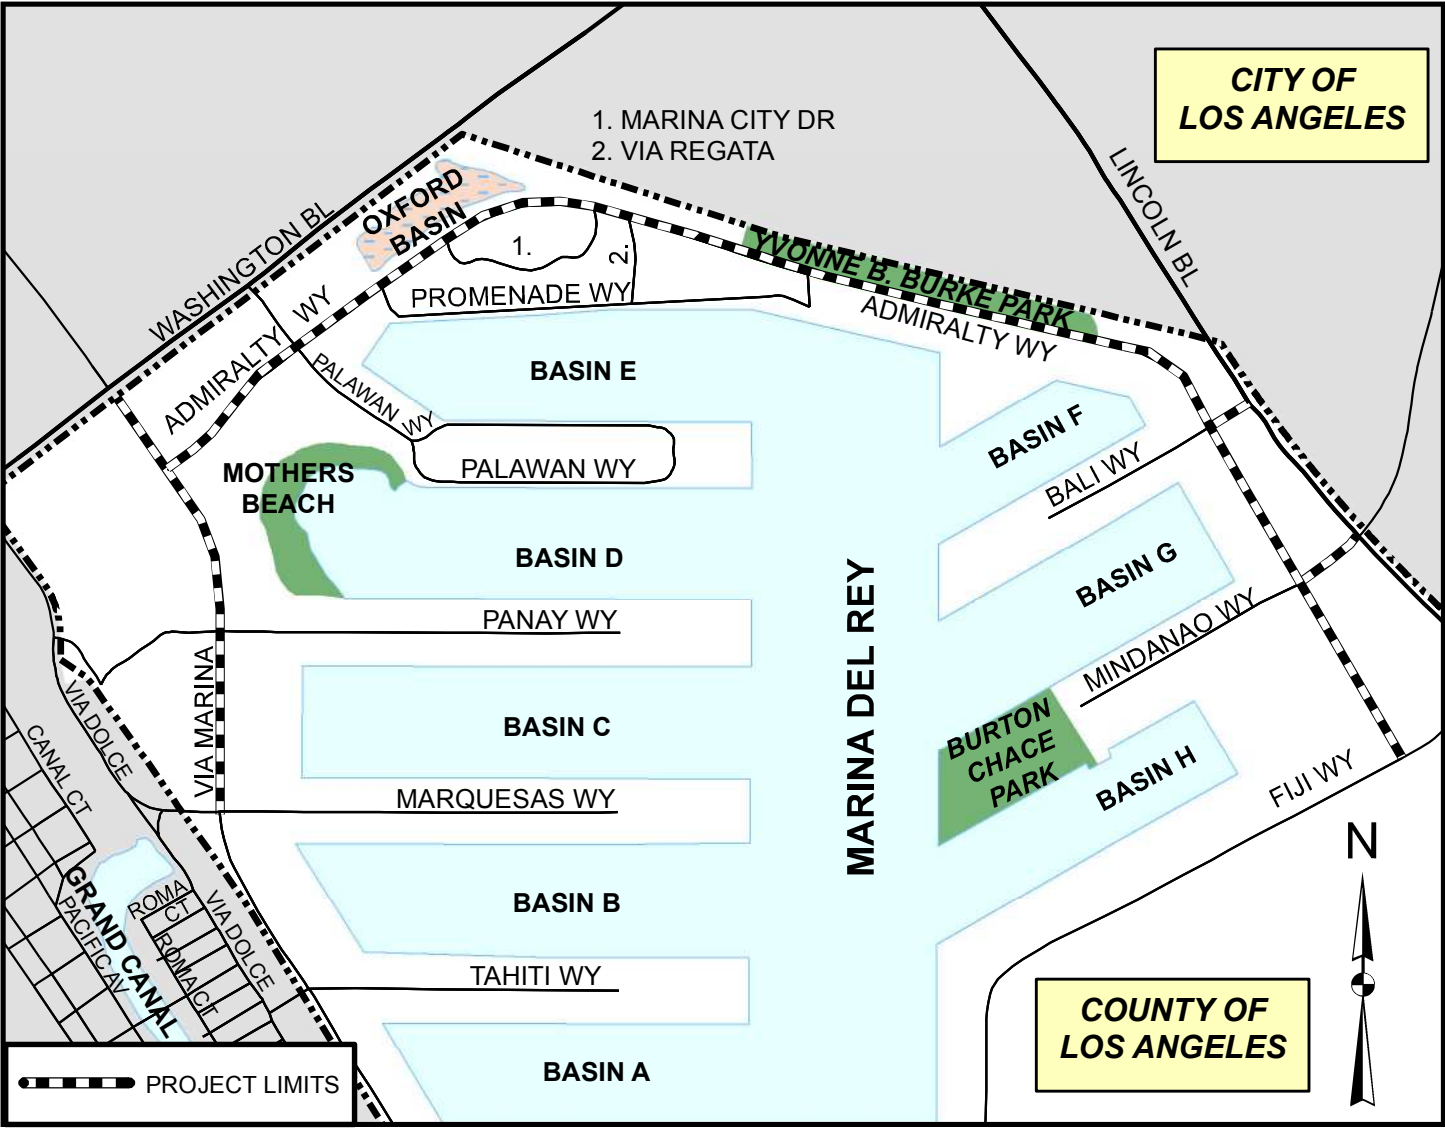 CITY OF
LOS ANGELES
1. MARINA CITY DR
2. VIA REGATA
LINCOLN BL
WASHINGTON BL
OXFORD
BASIN
1.
2.
YVONNE B. BURKE PARK
ADMIRALTY WY
PROMENADE WY
ADMIRALTY WY
PALAWAN WY
BASIN E
BASIN F
MOTHERS
BEACH
PALAWAN WY
BALI WY
BASIN D
BASIN G
PANAY WY
MINDANAO WY
MARINA DEL REY
VIA MARINA
VIA DOLCE
CANAL CT
BASIN C
BURTON
CHACE
PARK
BASIN H
FIJI WY
MARQUESAS WY
N
GRAND CANAL
PACIFIC AV
ROMA
CT
ROMA CT
VIA DOLCE
BASIN B
TAHITI WY
COUNTY OF
LOS ANGELES
BASIN A
PROJECT LIMITS